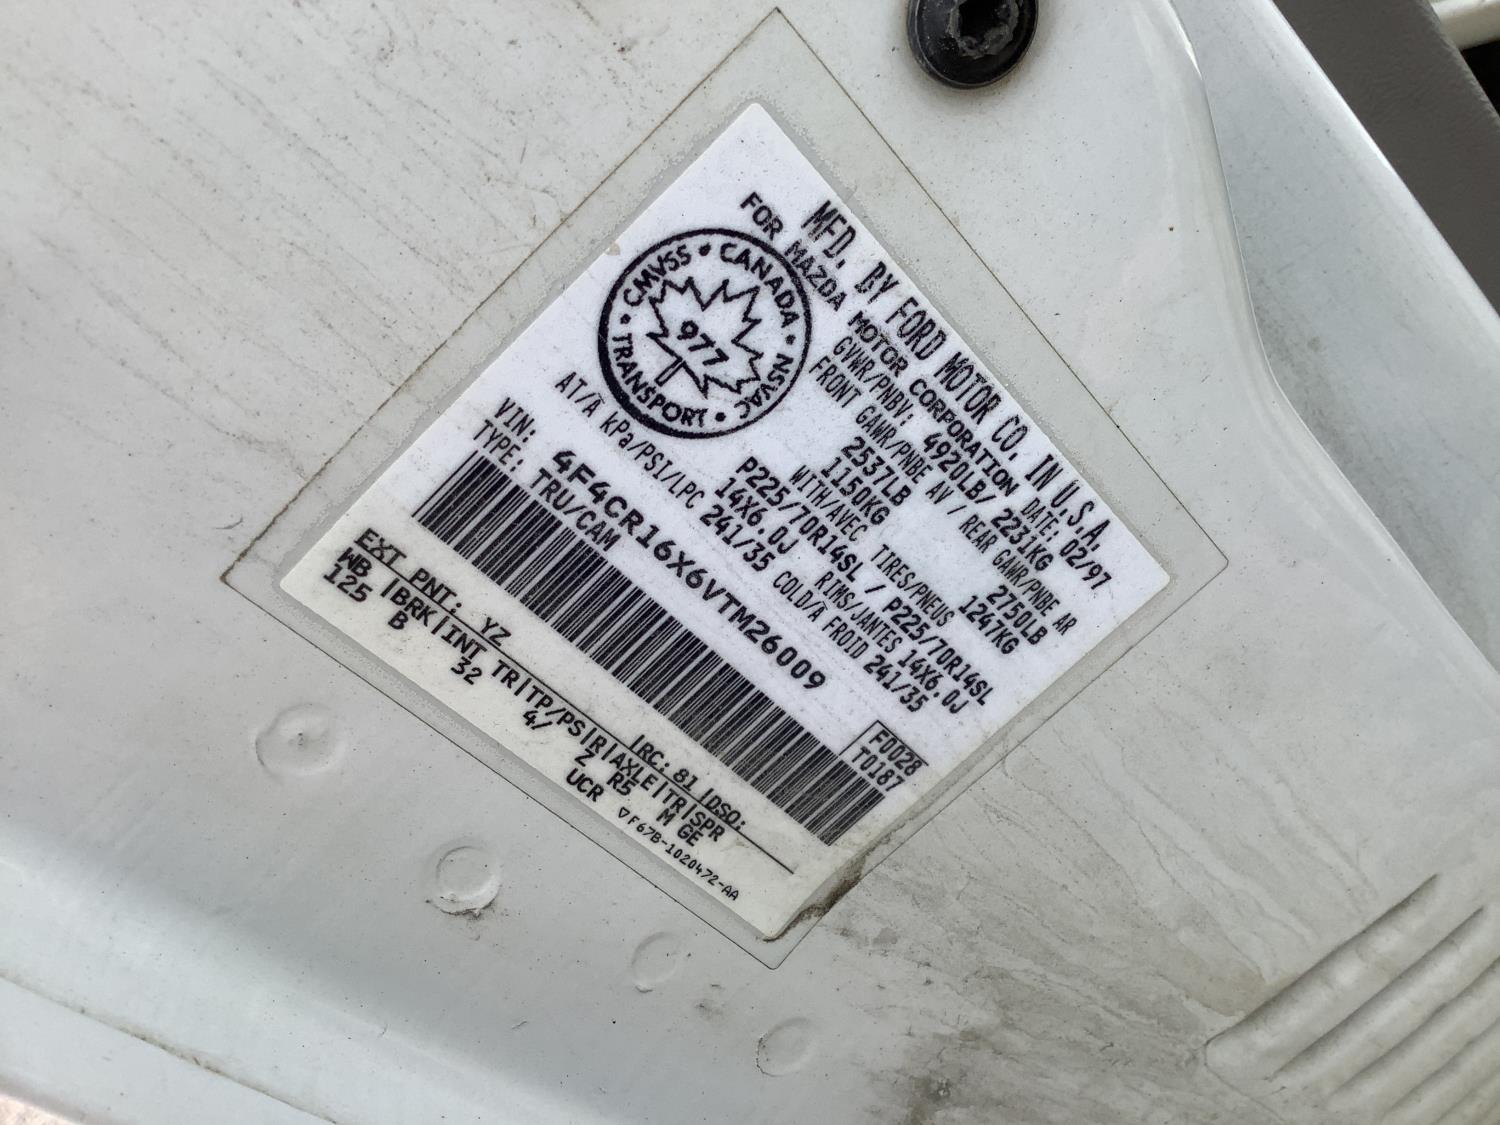 MFD. BY FORD MOTOR CO. IN U.S.A.
FOR MAZDA MOTOR CORPORATION DATE: 02/97
GVWR/PNBV: 4920LB/ 2231KG
FRONT GAWR/PNBE AV / REAR GAWR/PNBE AR
2537LB 2750LB
1150KG WITH/AVEC TIRES/PNEUS 1247KG
P225/70R14SL / P225/70R14SL
14X6.0J RIMS/JANTES 14X6.0J
AT/À kPa/PSI/LPC 241/35 COLD/À FROID 241/35
CMVSS • CANADA • NSVAC • TRANSPORT •
977
VIN: 4F4CR16X6VTM26009
TYPE: TRU/CAM
F0028
T0187
EXT PNT: YZ RC: 81 DSO:
WB BRK INT TR TP/PS R AXLE TR SPR
125 B 32 4/ Z R5 M GE
UCR ▽F67B-1020472-AA